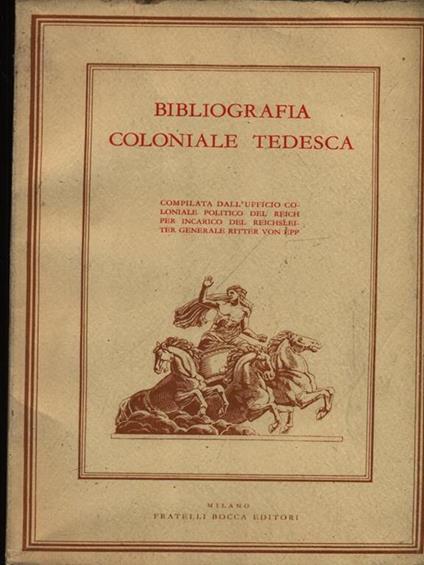 BIBLIOGRAFIA
COLONIALE TEDESCA
COMPILATA DALL'UFFICIO CO-
LONIALE POLITICO DEL REICH
PER INCARICO DEL REICHSLEI-
TER GENERALE RITTER VON EPP
MILANO
FRATELLI BOCCA EDITORI